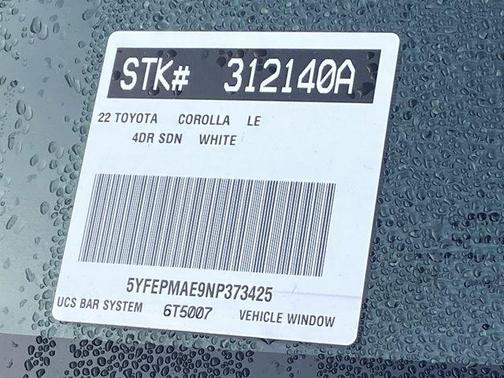 STK# 312140A
22 TOYOTA COROLLA LE
4DR SDN WHITE
5YFEPMAE9NP373425
UCS BAR SYSTEM 6T5007 VEHICLE WINDOW